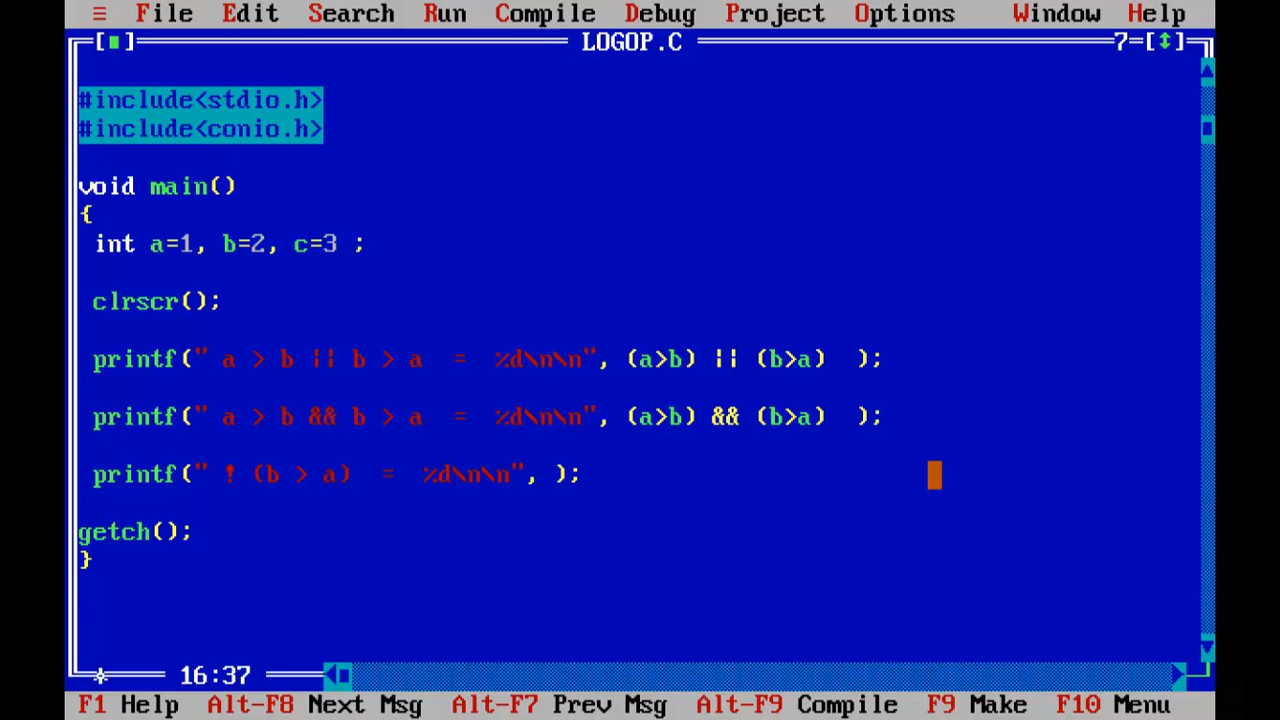 ≡ File Edit Search Run Compile Debug Project Options Window Help
[■] LOGOP.C 7=[↕]
#include<stdio.h>
#include<conio.h>
void main()
{
int a=1, b=2, c=3 ;
clrscr();
printf(" a > b || b > a  =  %d\n\n", (a>b) || (b>a)  );
printf(" a > b && b > a  =  %d\n\n", (a>b) && (b>a)  );
printf(" ! (b > a)  =  %d\n\n", );
getch();
}
16:37
F1 Help Alt-F8 Next Msg Alt-F7 Prev Msg Alt-F9 Compile F9 Make F10 Menu